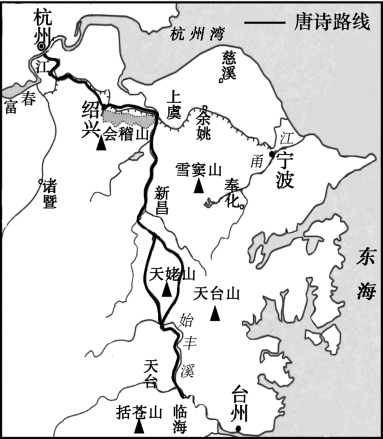 杭州
杭州湾
唐诗路线
慈溪
江
春
富
上虞
余姚
绍兴
会稽山
江
甬
宁波
雪窦山
奉化
诸暨
新昌
东海
天姥山
天台山
始丰溪
天台
台州
括苍山
临海